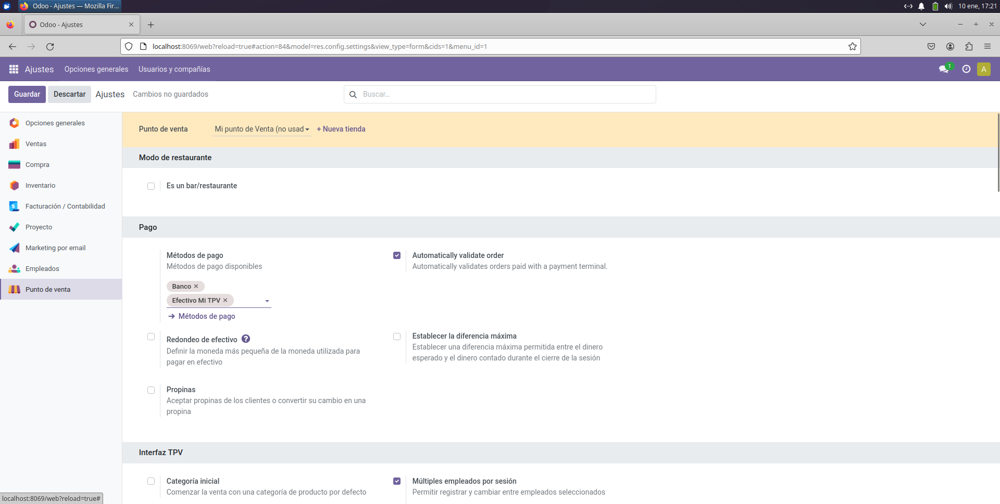 Odoo - Ajustes — Mozilla Fir...
10 ene, 17:21
Odoo - Ajustes
localhost:8069/web?reload=true#action=84&model=res.config.settings&view_type=form&cids=1&menu_id=1
Ajustes
Opciones generales
Usuarios y compañías
1
A
Guardar
Descartar
Ajustes
Cambios no guardados
Buscar...
Opciones generales
Ventas
Compra
Inventario
Facturación / Contabilidad
Proyecto
Marketing por email
Empleados
Punto de venta
Punto de venta
Mi punto de Venta (no usad
+ Nueva tienda
Modo de restaurante
Es un bar/restaurante
Pago
Métodos de pago
Métodos de pago disponibles
Banco
Efectivo Mi TPV
Métodos de pago
Automatically validate order
Automatically validates orders paid with a payment terminal.
Redondeo de efectivo ?
Definir la moneda más pequeña de la moneda utilizada para
pagar en efectivo
Establecer la diferencia máxima
Establecer una diferencia máxima permitida entre el dinero
esperado y el dinero contado durante el cierre de la sesión
Propinas
Aceptar propinas de los clientes o convertir su cambio en una
propina
Interfaz TPV
Categoría inicial
Comenzar la venta con una categoría de producto por defecto
Múltiples empleados por sesión
Permitir registrar y cambiar entre empleados seleccionados
localhost:8069/web?reload=true#